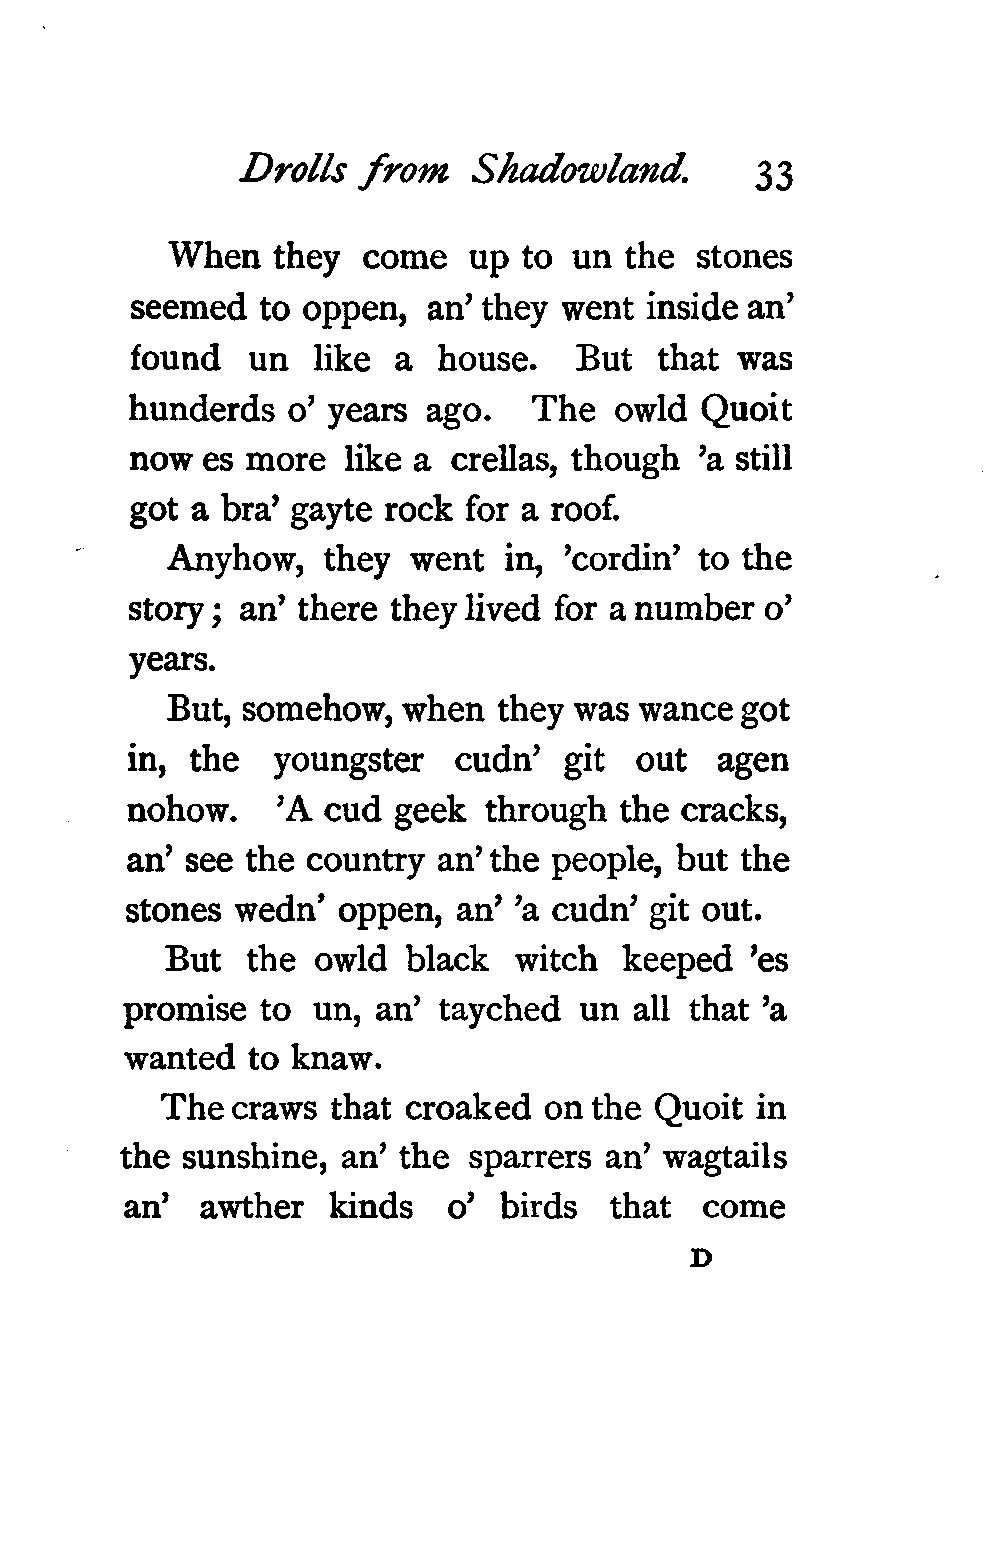 Drolls from Shadowland. 33
When they come up to un the stones
seemed to oppen, an' they went inside an'
found un like a house. But that was
hunderds o' years ago. The owld Quoit
now es more like a crellas, though 'a still
got a bra' gayte rock for a roof.
Anyhow, they went in, 'cordin' to the
story; an' there they lived for a number o'
years.
But, somehow, when they was wance got
in, the youngster cudn' git out agen
nohow. 'A cud geek through the cracks,
an' see the country an' the people, but the
stones wedn' oppen, an' 'a cudn' git out.
But the owld black witch keeped 'es
promise to un, an' tayched un all that 'a
wanted to knaw.
The craws that croaked on the Quoit in
the sunshine, an' the sparrers an' wagtails
an' awther kinds o' birds that come
D